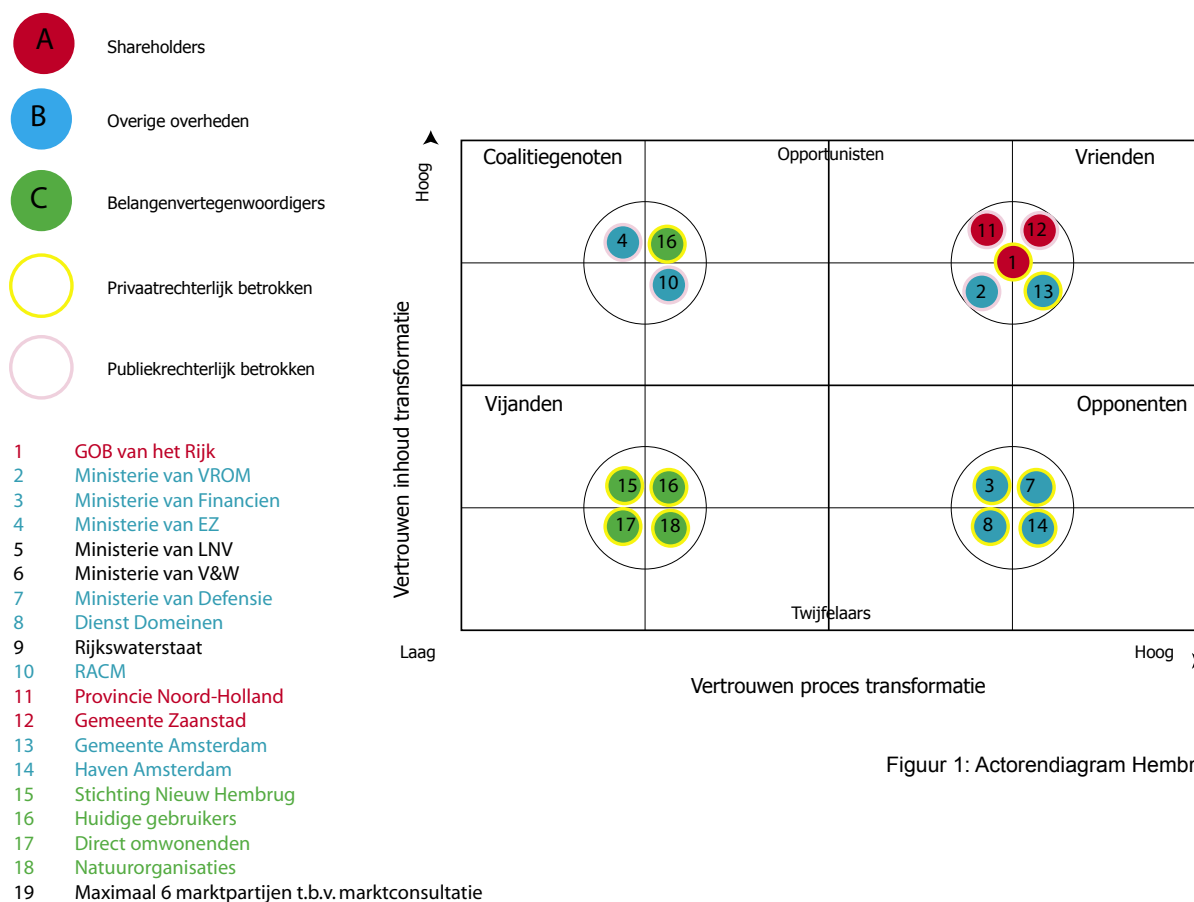 A Shareholders
B Overige overheden
C Belangenvertegenwoordigers
Privaatrechterlijk betrokken
Publiekrechterlijk betrokken
1 GOB van het Rijk
2 Ministerie van VROM
3 Ministerie van Financien
4 Ministerie van EZ
5 Ministerie van LNV
6 Ministerie van V&W
7 Ministerie van Defensie
8 Dienst Domeinen
9 Rijkswaterstaat
10 RACM
11 Provincie Noord-Holland
12 Gemeente Zaanstad
13 Gemeente Amsterdam
14 Haven Amsterdam
15 Stichting Nieuw Hembrug
16 Huidige gebruikers
17 Direct omwonenden
18 Natuurorganisaties
19 Maximaal 6 marktpartijen t.b.v. marktconsultatie
Hoog
Vertrouwen inhoud transformatie
Coalitiegenoten
Opportunisten
Vrienden
4 16
10
11 12
1
2 13
Vijanden
Opponenten
15 16
17 18
3 7
8 14
Twijfelaars
Laag
Hoog
Vertrouwen proces transformatie
Figuur 1: Actorendiagram Hembr